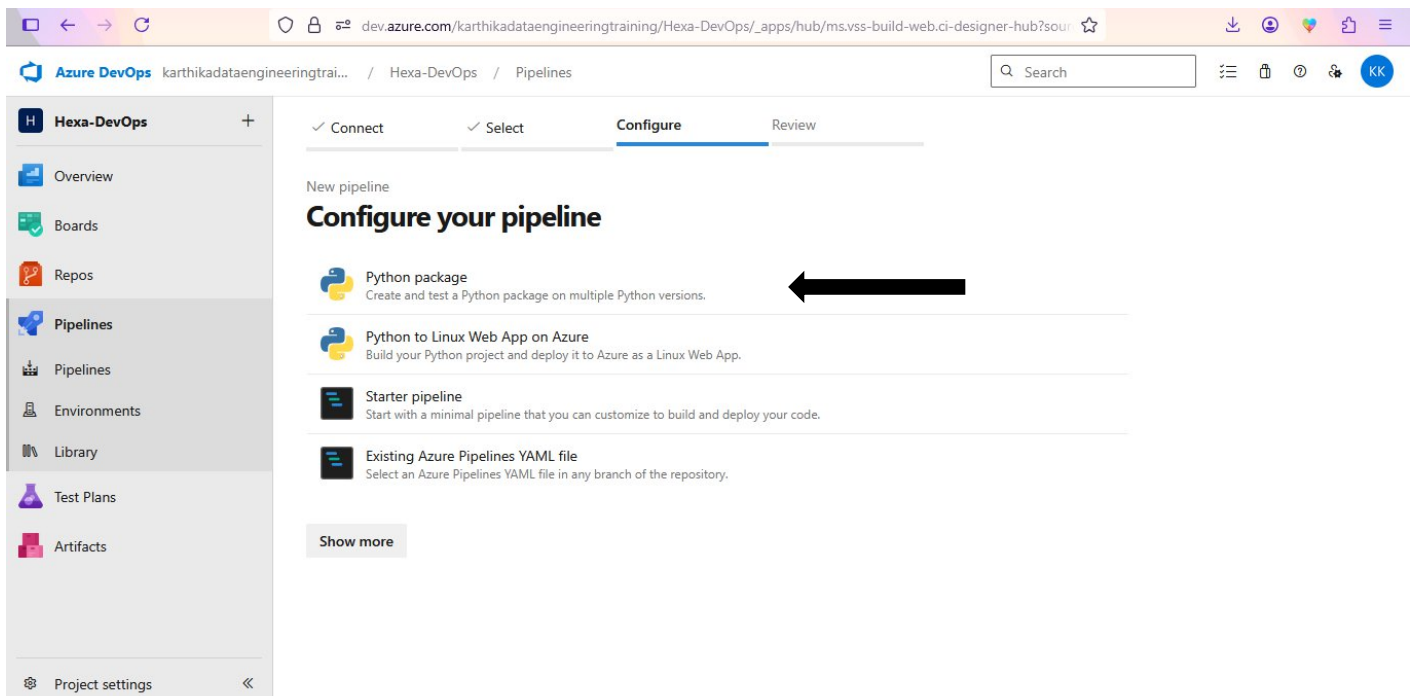 dev.azure.com/karthikadataengineeringtraining/Hexa-DevOps/_apps/hub/ms.vss-build-web.ci-designer-hub?sour
Azure DevOps karthikadataengineeringtrai... / Hexa-DevOps / Pipelines
Search
KK
H Hexa-DevOps +
Overview
Boards
Repos
Pipelines
Pipelines
Environments
Library
Test Plans
Artifacts
Project settings
Connect Select Configure Review
New pipeline
Configure your pipeline
Python package
Create and test a Python package on multiple Python versions.
Python to Linux Web App on Azure
Build your Python project and deploy it to Azure as a Linux Web App.
Starter pipeline
Start with a minimal pipeline that you can customize to build and deploy your code.
Existing Azure Pipelines YAML file
Select an Azure Pipelines YAML file in any branch of the repository.
Show more